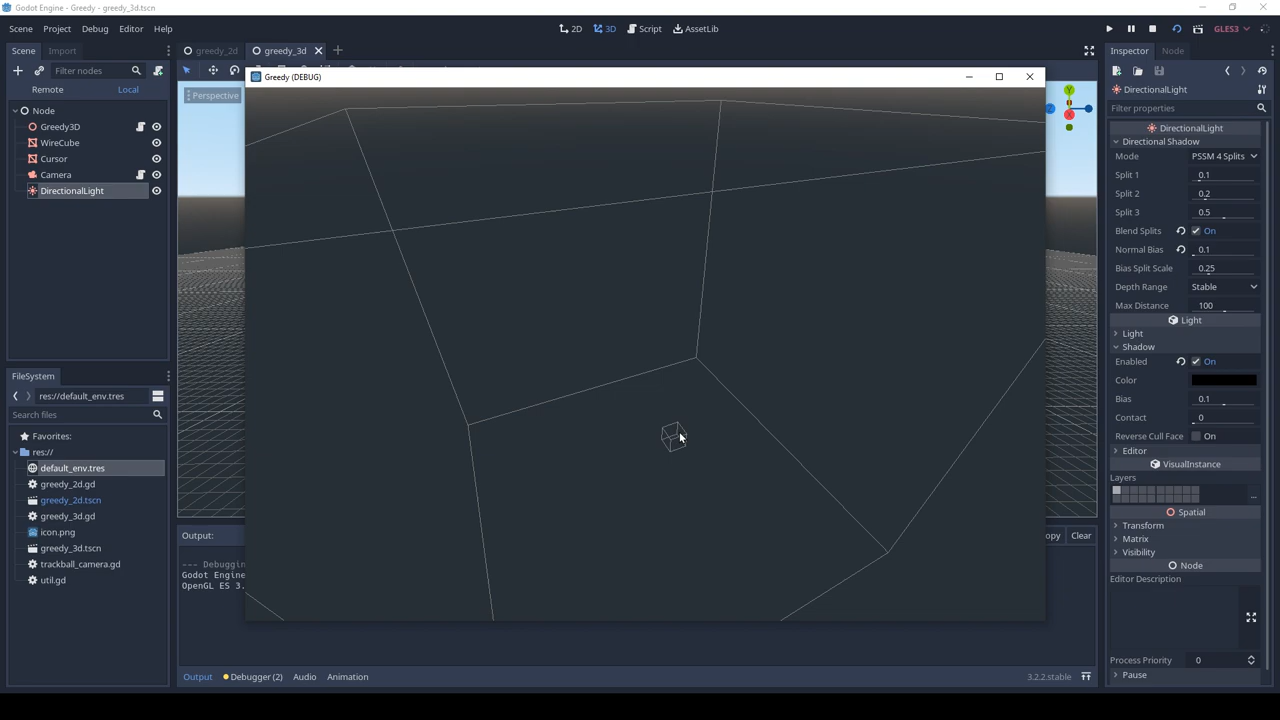 Godot Engine - Greedy - greedy_3d.tscn
Scene Project Debug Editor Help
2D 3D Script AssetLib
GLES3
Scene Import
greedy_2d greedy_3d
Inspector Node
Filter nodes
Remote Local
Perspective
Greedy (DEBUG)
Node
Greedy3D
WireCube
Cursor
Camera
DirectionalLight
FileSystem
res://default_env.tres
Search files
Favorites:
res://
default_env.tres
greedy_2d.gd
greedy_2d.tscn
greedy_3d.gd
icon.png
greedy_3d.tscn
trackball_camera.gd
util.gd
Output:
opy Clear
--- Debuggin
Godot Engine
OpenGL ES 3.
Output Debugger (2) Audio Animation
3.2.2.stable
Y
Z
X
DirectionalLight
Filter properties
DirectionalLight
Directional Shadow
Mode PSSM 4 Splits
Split 1 0.1
Split 2 0.2
Split 3 0.5
Blend Splits On
Normal Bias 0.1
Bias Split Scale 0.25
Depth Range Stable
Max Distance 100
Light
Light
Shadow
Enabled On
Color
Bias 0.1
Contact 0
Reverse Cull Face On
Editor
VisualInstance
Layers
...
Spatial
Transform
Matrix
Visibility
Node
Editor Description
Process Priority 0
Pause